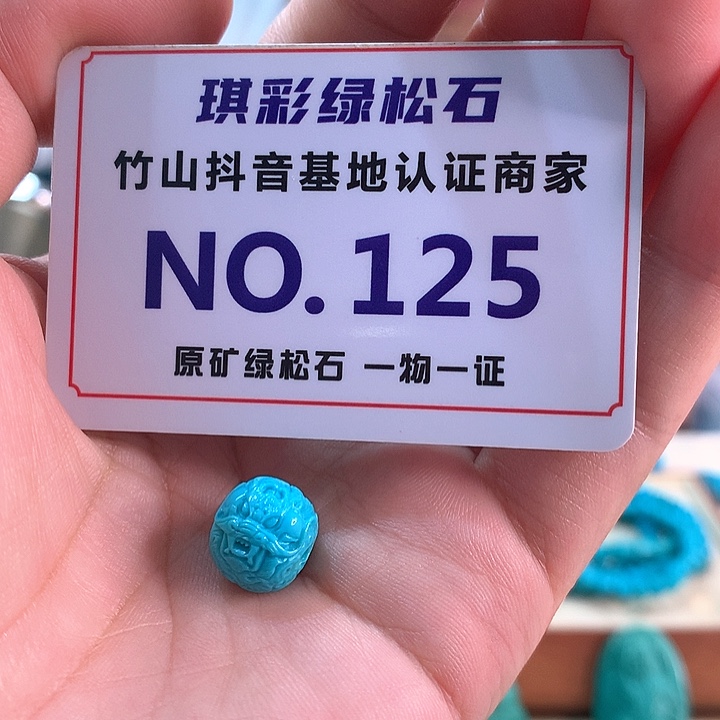 琪彩绿松石
竹山抖音基地认证商家
NO.125
原矿绿松石 一物一证